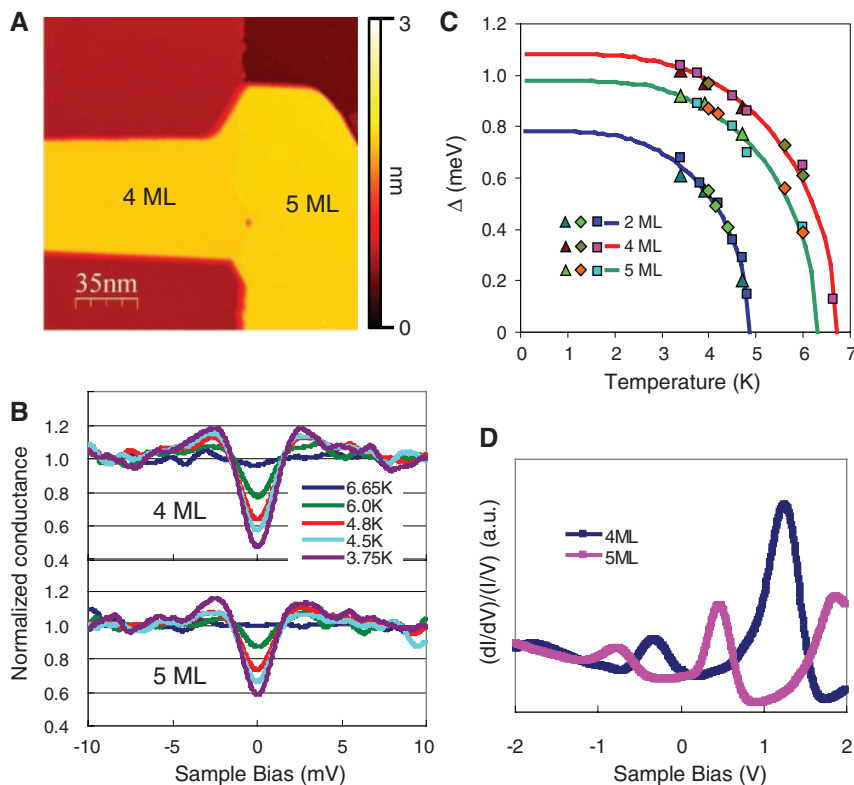 A
4 ML
5 ML
35nm
3
nm
0
B
1.2
1.0
0.8
0.6
0.4
4 ML
6.65K
6.0K
4.8K
4.5K
3.75K
1.2
1.0
0.8
0.6
0.4
5 ML
Normalized conductance
-10
-5
0
5
10
Sample Bias (mV)
C
1.2
1.0
0.8
0.6
0.4
0.2
0
Δ (meV)
2 ML
4 ML
5 ML
0
1
2
3
4
5
6
7
Temperature (K)
D
4ML
5ML
(dI/dV)/(I/V) (a.u.)
-2
-1
0
1
2
Sample Bias (V)